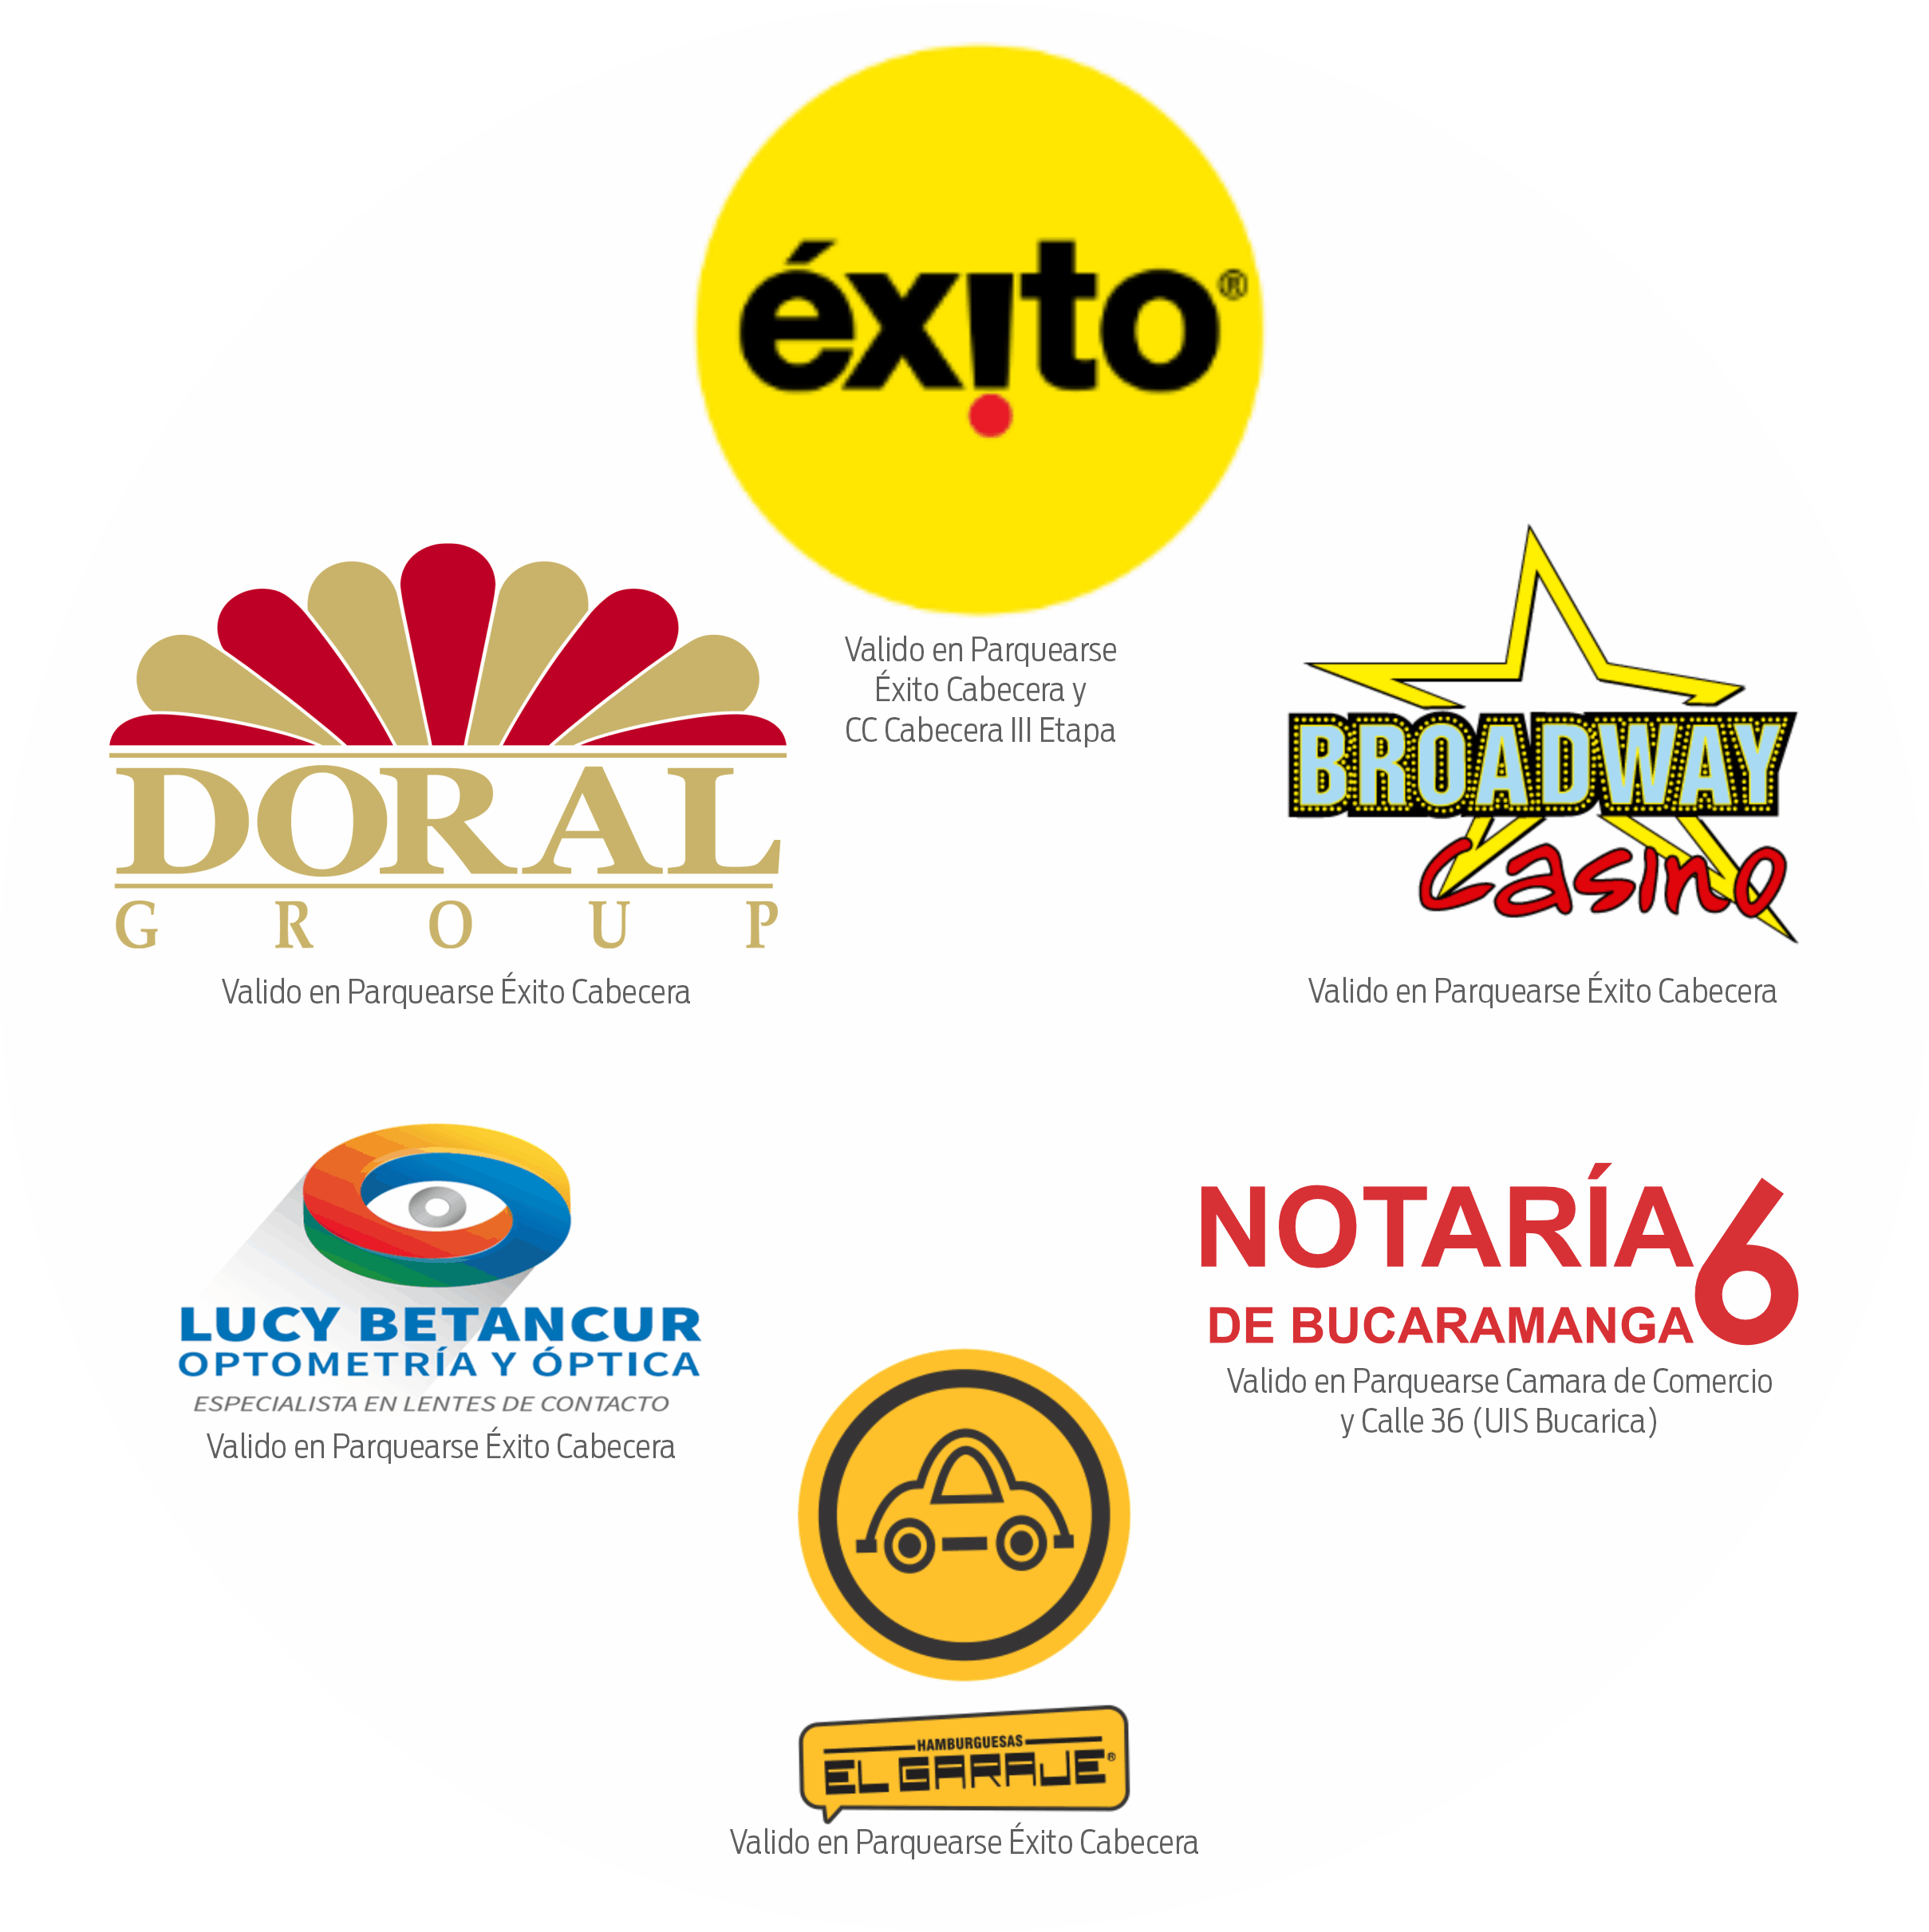 éxito®
Valido en Parquearse
Éxito Cabecera y
CC Cabecera III Etapa
DORAL
GROUP
Valido en Parquearse Éxito Cabecera
BROADWAY
Casino
Valido en Parquearse Éxito Cabecera
LUCY BETANCUR
OPTOMETRÍA Y ÓPTICA
ESPECIALISTA EN LENTES DE CONTACTO
Valido en Parquearse Éxito Cabecera
NOTARÍA 6
DE BUCARAMANGA
Valido en Parquearse Camara de Comercio
y Calle 36 (UIS Bucarica)
HAMBURGUESAS
EL GARAJE®
Valido en Parquearse Éxito Cabecera